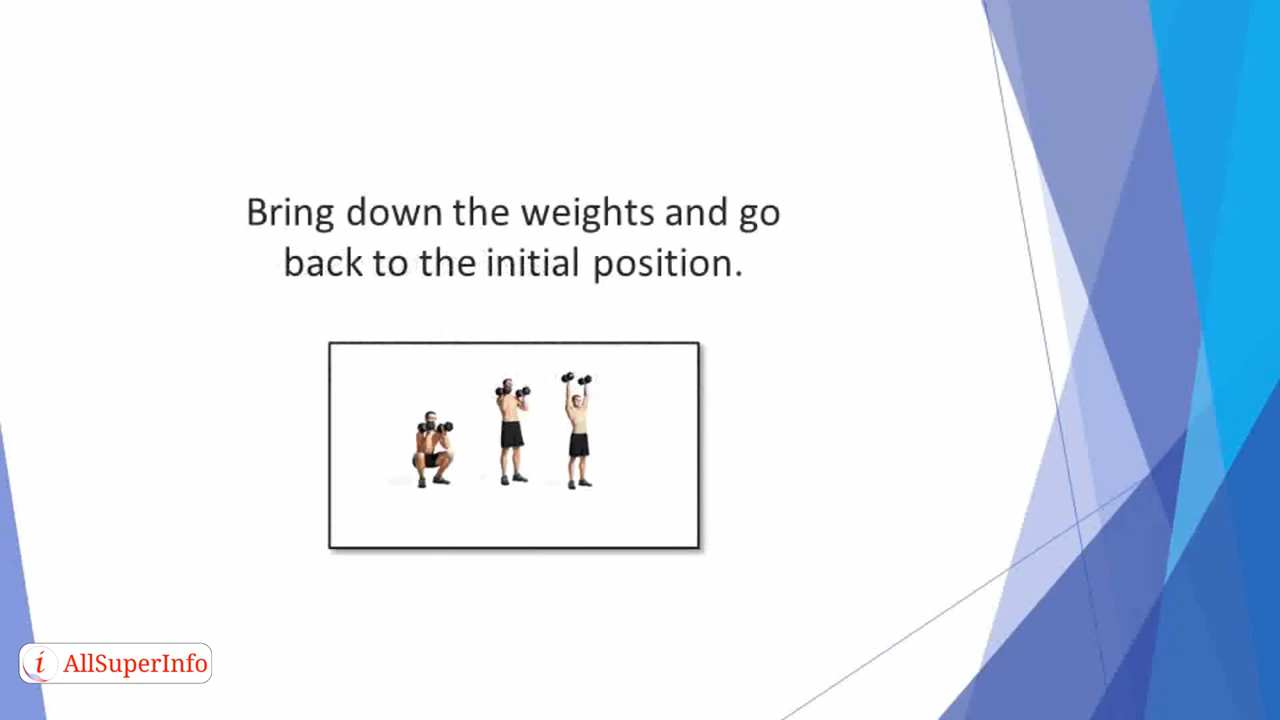 Bring down the weights and go
back to the initial position.
i AllSuperInfo